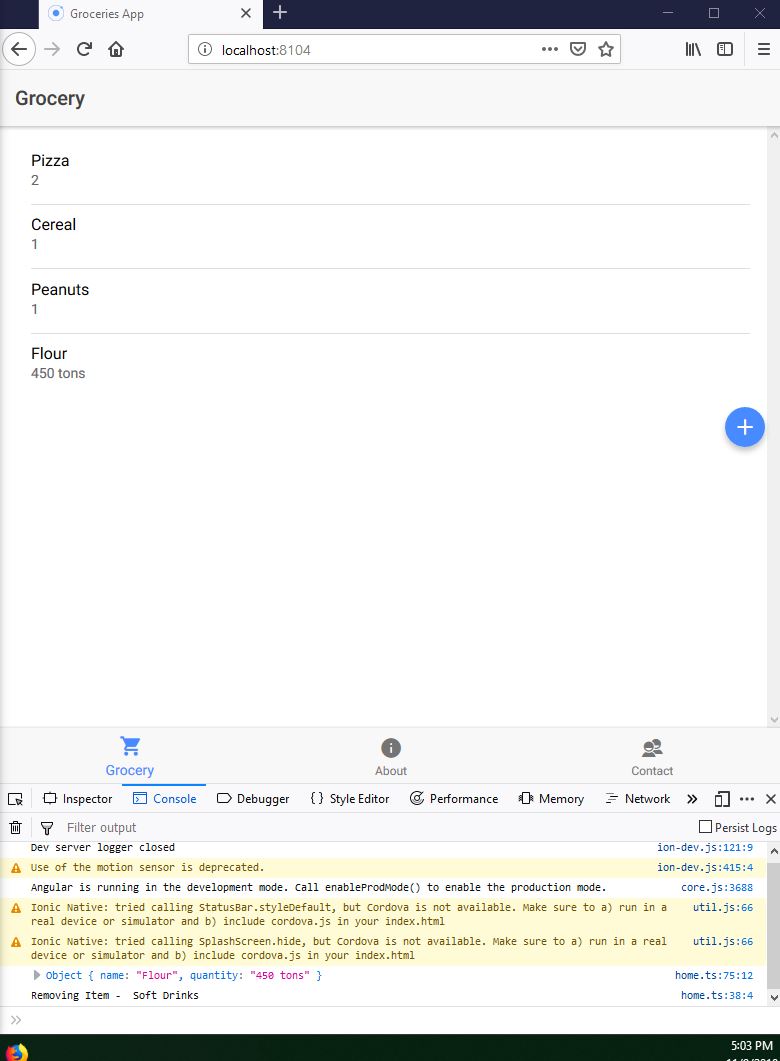 Groceries App
localhost:8104
Grocery
Pizza
2
Cereal
1
Peanuts
1
Flour
450 tons
Grocery
About
Contact
Inspector Console Debugger Style Editor Performance Memory Network
Filter output Persist Logs
Dev server logger closed ion-dev.js:121:9
Use of the motion sensor is deprecated. ion-dev.js:415:4
Angular is running in the development mode. Call enableProdMode() to enable the production mode. core.js:3688
Ionic Native: tried calling StatusBar.styleDefault, but Cordova is not available. Make sure to a) run in a util.js:66
real device or simulator and b) include cordova.js in your index.html
Ionic Native: tried calling SplashScreen.hide, but Cordova is not available. Make sure to a) run in a real util.js:66
device or simulator and b) include cordova.js in your index.html
Object { name: "Flour", quantity: "450 tons" } home.ts:75:12
Removing Item - Soft Drinks home.ts:38:4
5:03 PM